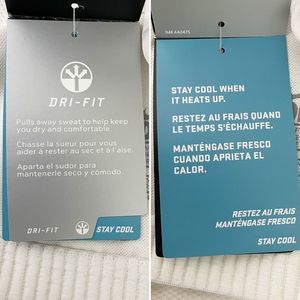 DRI-FIT
Pulls away sweat to help keep
you dry and comfortable.
Chasse la sueur pour vous
aider à rester au sec et à l'aise.
Aparta el sudor para
mantenerle seco y cómodo.
DRI-FIT
STAY COOL
STAY COOL WHEN
IT HEATS UP.
RESTEZ AU FRAIS QUAND
LE TEMPS S'ÉCHAUFFE.
MANTÉNGASE FRESCO
CUANDO APRIETA EL
CALOR.
RESTEZ AU FRAIS
MANTÉNGASE FRESCO
STAY COOL